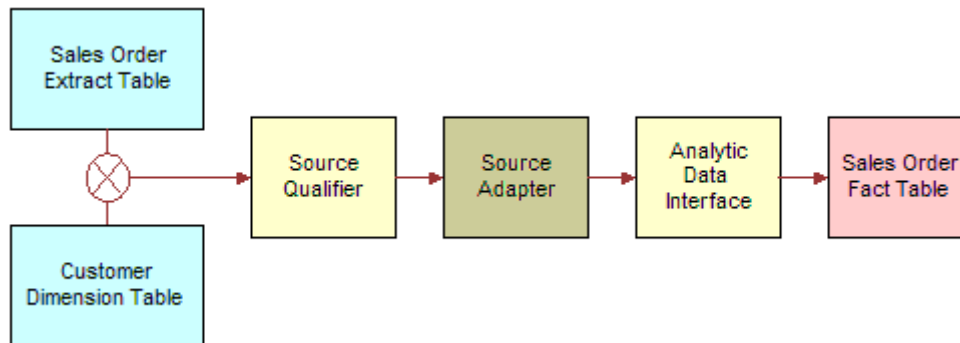 Sales Order
Extract Table
Source
Qualifier
Source
Adapter
Analytic
Data
Interface
Sales Order
Fact Table
Customer
Dimension Table